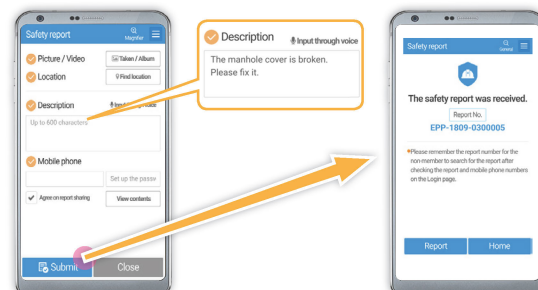 Safety report
Magnifier
Picture / Video
Taken / Album
Location
Find location
Description
Input through voice
Up to 600 characters
Mobile phone
Set up the passw
Agree on report sharing
View contents
Submit
Close
Description
Input through voice
The manhole cover is broken.
Please fix it.
Safety report
General
The safety report was received.
Report No.
EPP-1809-0300005
*Please remember the report number for the
non-member to search for the report after
checking the report and mobile phone numbers
on the Login page.
Report
Home